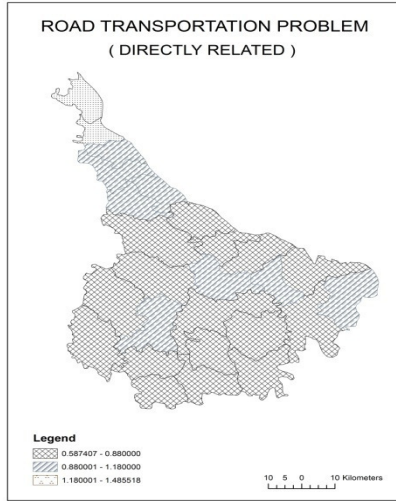 ROAD TRANSPORTATION PROBLEM
( DIRECTLY RELATED )
Legend
0.587407 - 0.880000
0.880001 - 1.180000
1.180001 - 1.485518
10 5 0 10 Kilometers